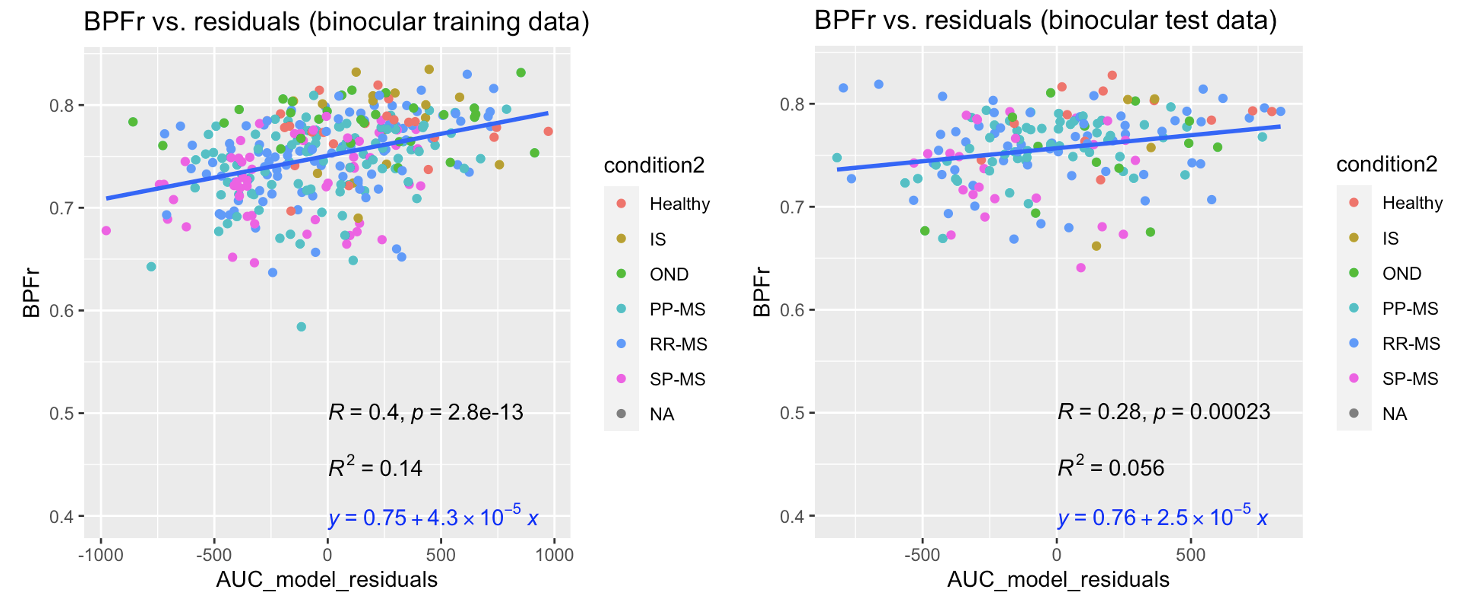 BPFr vs. residuals (binocular training data)
BPFr
0.8
0.7
0.6
0.5
0.4
R = 0.4, p = 2.8e-13
R² = 0.14
y = 0.75 + 4.3 × 10⁻⁵ x
-1000
-500
0
500
1000
AUC_model_residuals
condition2
Healthy
IS
OND
PP-MS
RR-MS
SP-MS
NA
BPFr vs. residuals (binocular test data)
BPFr
0.8
0.7
0.6
0.5
0.4
R = 0.28, p = 0.00023
R² = 0.056
y = 0.76 + 2.5 × 10⁻⁵ x
-500
0
500
AUC_model_residuals
condition2
Healthy
IS
OND
PP-MS
RR-MS
SP-MS
NA